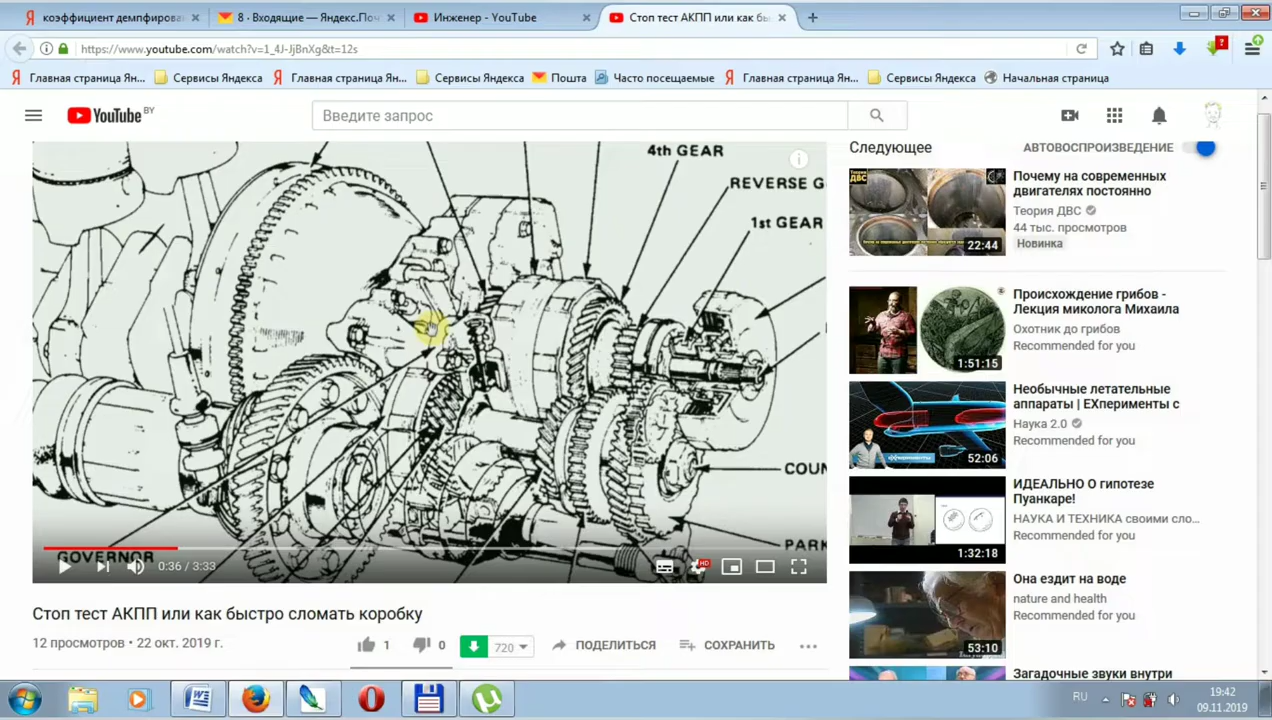 коэффициент демпфирова
8 · Входящие — Яндекс.Поч
Инженер - YouTube
Стоп тест АКПП или как бы
https://www.youtube.com/watch?v=1_4J-JjBnXg&t=12s
Главная страница Ян...
Сервисы Яндекса
Главная страница Ян...
Сервисы Яндекса
Почта
Часто посещаемые
Главная страница Ян...
Сервисы Яндекса
Начальная страница
YouTube BY
Введите запрос
4th GEAR
REVERSE G
1st GEAR
COUN
PARK
GOVERNOR
0:36 / 3:33
HD
Стоп тест АКПП или как быстро сломать коробку
12 просмотров • 22 окт. 2019 г.
1
0
720
ПОДЕЛИТЬСЯ
СОХРАНИТЬ
Следующее
АВТОВОСПРОИЗВЕДЕНИЕ
Теория ДВС
22:44
Почему на современных
двигателях постоянно
Теория ДВС
44 тыс. просмотров
Новинка
1:51:15
Происхождение грибов -
Лекция миколога Михаила
Охотник до грибов
Recommended for you
52:06
Необычные летательные
аппараты | EXперименты с
Наука 2.0
Recommended for you
1:32:18
ИДЕАЛЬНО О гипотезе
Пуанкаре!
НАУКА И ТЕХНИКА своими сло...
Recommended for you
53:10
Она ездит на воде
nature and health
Recommended for you
Загадочные звуки внутри
RU
19:42
09.11.2019